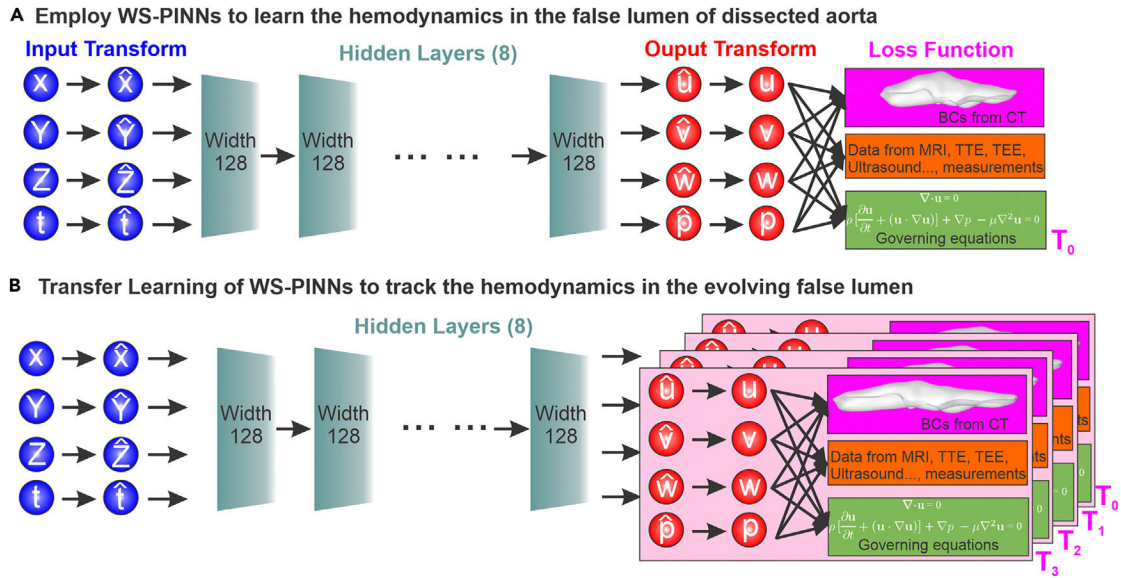 A Employ WS-PINNs to learn the hemodynamics in the false lumen of dissected aorta
Input Transform
Hidden Layers (8)
Ouput Transform
Loss Function
x → x̂
Y → Ŷ
Z → Ẑ
t → t̂
Width
128
Width
128
... ...
Width
128
û → u
v̂ → v
ŵ → w
p̂ → p
BCs from CT
Data from MRI, TTE, TEE,
Ultrasound..., measurements
∇·u = 0
ρ[∂u/∂t + (u · ∇u)] + ∇p − μ∇²u = 0
Governing equations
T₀
B Transfer Learning of WS-PINNs to track the hemodynamics in the evolving false lumen
Hidden Layers (8)
x → x̂
Y → Ŷ
Z → Ẑ
t → t̂
Width
128
Width
128
... ...
Width
128
û → u
v̂ → v
ŵ → w
p̂ → p
BCs from CT
Data from MRI, TTE, TEE,
Ultrasound..., measurements
∇·u = 0
ρ[∂u/∂t + (u · ∇u)] + ∇p − μ∇²u = 0
Governing equations
T₀
T₁
T₂
T₃